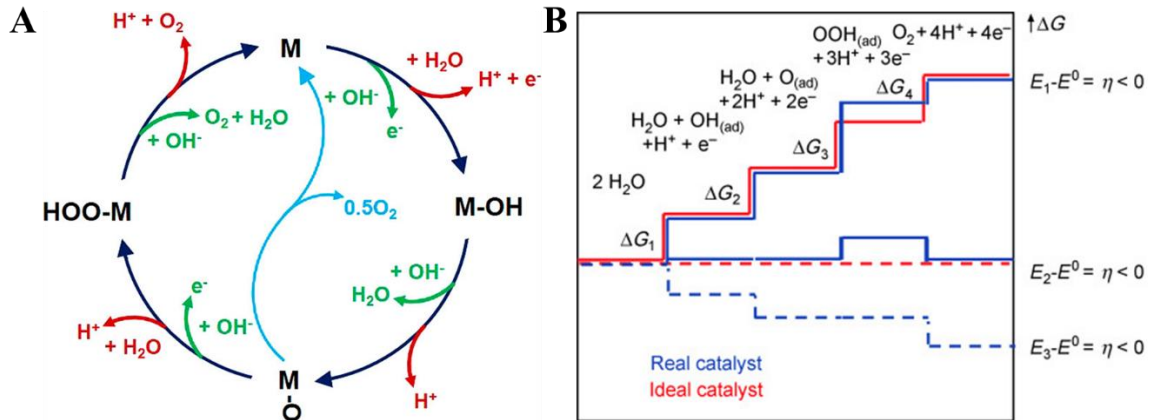 A
H⁺ + O₂
M
+ H₂O
H⁺ + e⁻
+ OH⁻
e⁻
O₂ + H₂O
+ OH⁻
HOO-M
0.5O₂
M-OH
+ OH⁻
H₂O
e⁻
+ OH⁻
H⁺
+ H₂O
H⁺
M
-O
B
OOH(ad) O₂ + 4H⁺ + 4e⁻
+ 3H⁺ + 3e⁻
↑ΔG
H₂O + O(ad)
+ 2H⁺ + 2e⁻
ΔG₄
E₁-E⁰ = η < 0
H₂O + OH(ad)
+ H⁺ + e⁻
ΔG₃
2 H₂O
ΔG₂
ΔG₁
E₂-E⁰ = η < 0
E₃-E⁰ = η < 0
Real catalyst
Ideal catalyst